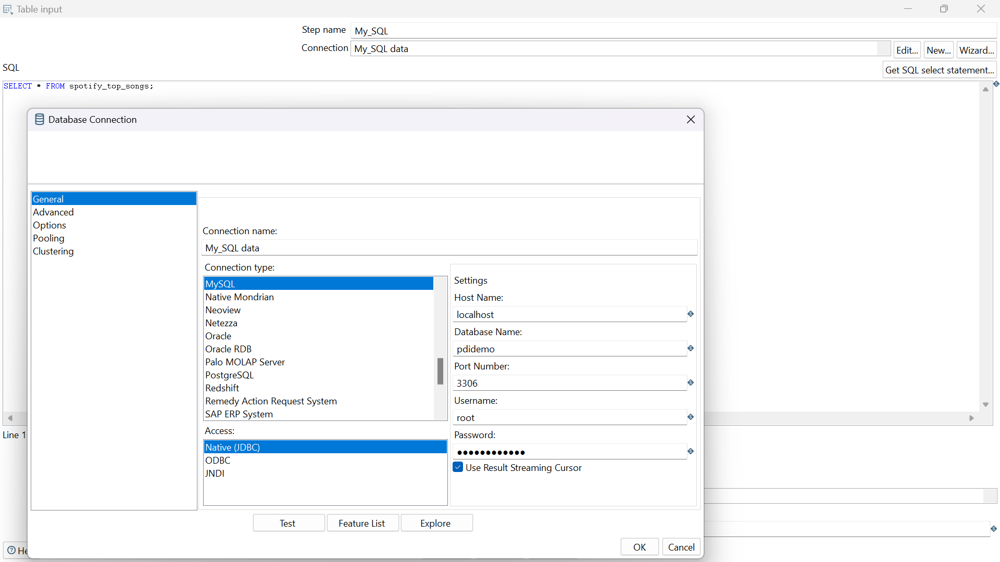 Table input
Step name My_SQL
Connection My_SQL data Edit... New... Wizard...
SQL
Get SQL select statement...
SELECT * FROM spotify_top_songs;
Database Connection
General
Advanced
Options
Pooling
Clustering
Connection name:
My_SQL data
Connection type:
MySQL
Native Mondrian
Neoview
Netezza
Oracle
Oracle RDB
Palo MOLAP Server
PostgreSQL
Redshift
Remedy Action Request System
SAP ERP System
Access:
Native (JDBC)
ODBC
JNDI
Settings
Host Name:
localhost
Database Name:
pdidemo
Port Number:
3306
Username:
root
Password:
●●●●●●●●●●●●
Use Result Streaming Cursor
Line 1
Test Feature List Explore
OK Cancel